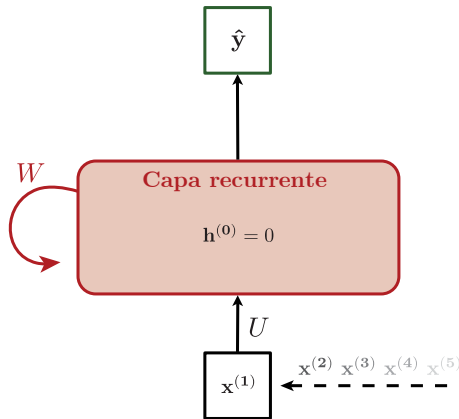 ŷ
W
Capa recurrente
h⁽⁰⁾ = 0
U
x⁽¹⁾
x⁽²⁾ x⁽³⁾ x⁽⁴⁾ x⁽⁵⁾